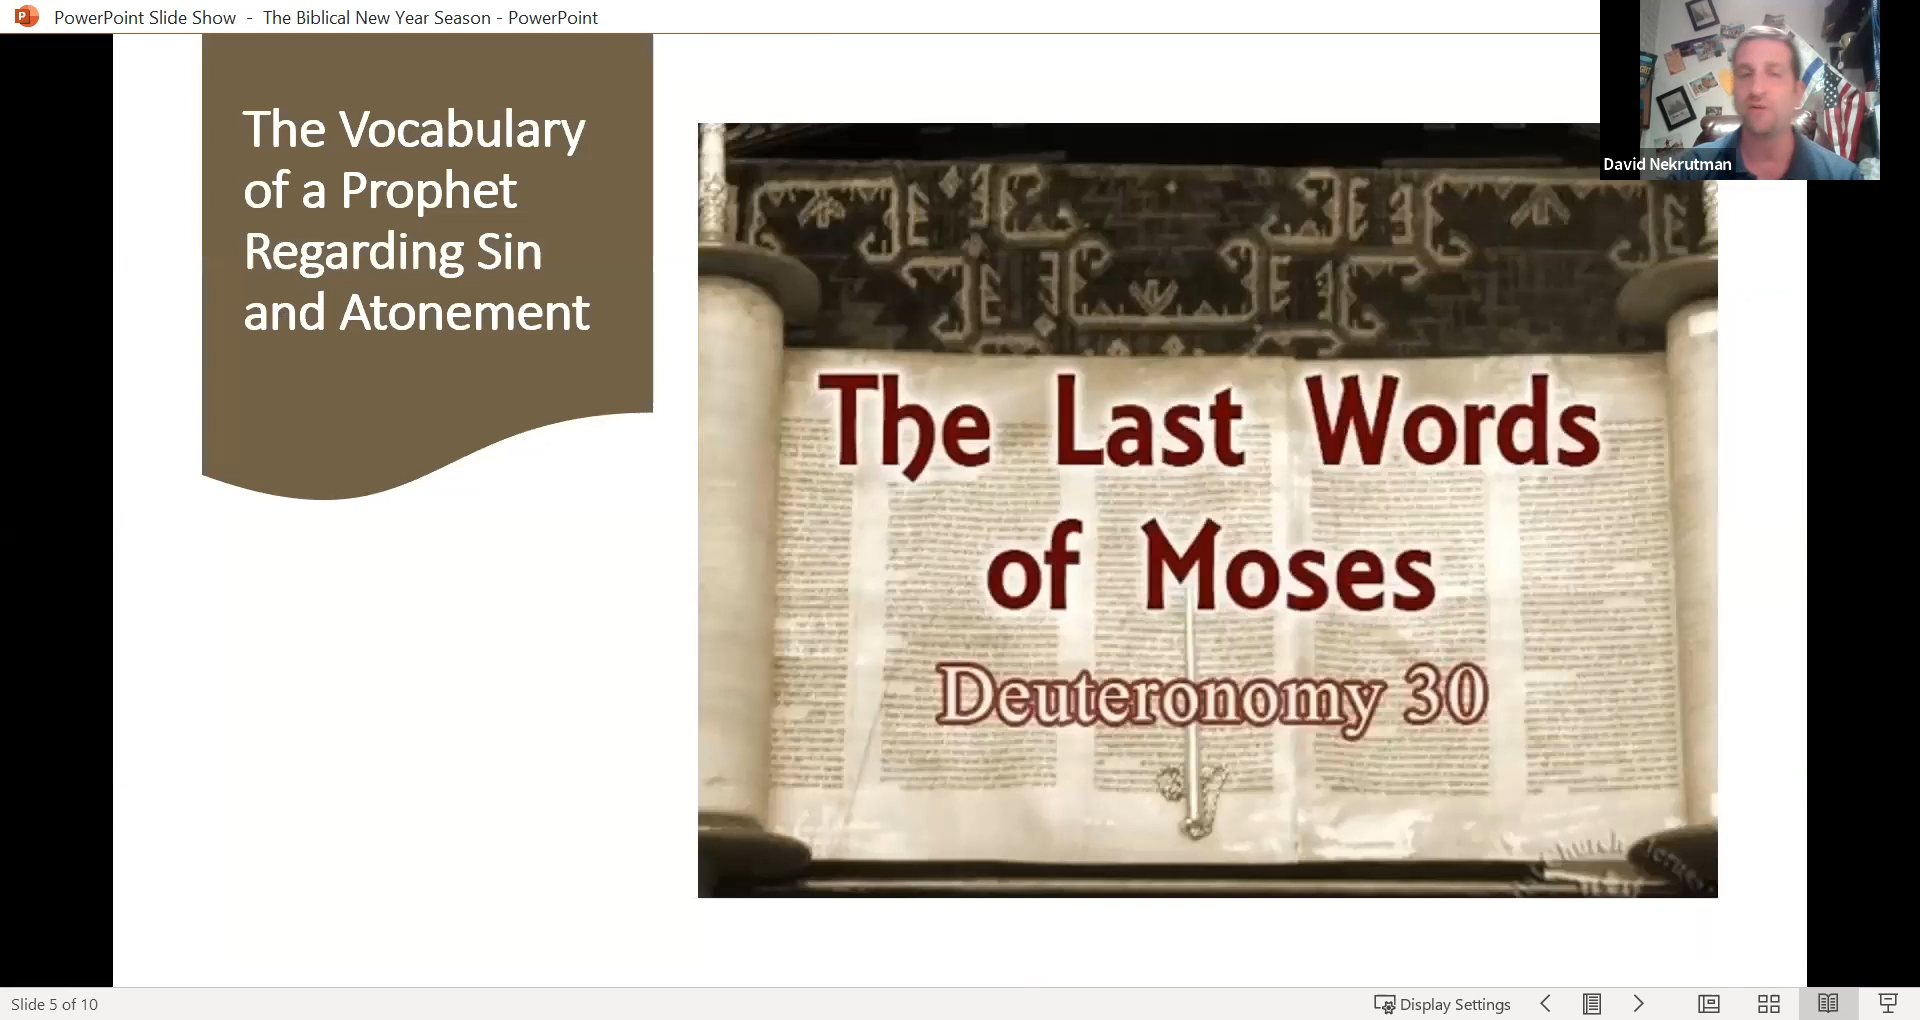 PowerPoint Slide Show - The Biblical New Year Season - PowerPoint
The Vocabulary
of a Prophet
Regarding Sin
and Atonement
David Nekrutman
The Last Words
of Moses
Deuteronomy 30
Slide 5 of 10
Display Settings